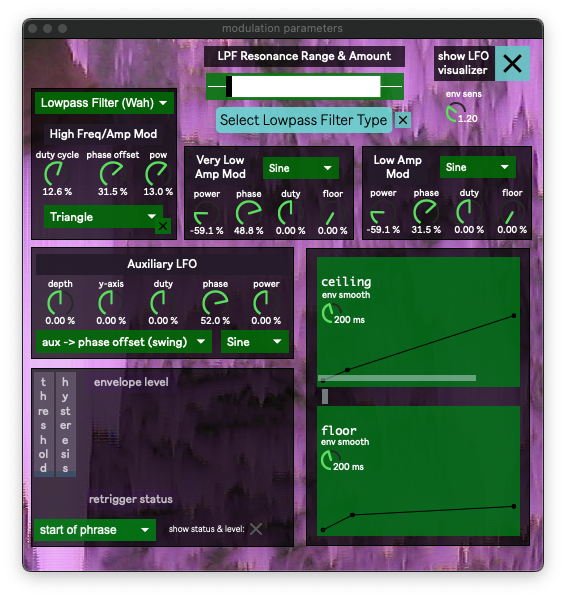 modulation parameters
LPF Resonance Range & Amount
show LFO
visualizer
env sens
1.20
Lowpass Filter (Wah)
Select Lowpass Filter Type
High Freq/Amp Mod
duty cycle phase offset pow
12.6 % 31.5 % 13.0 %
Triangle
Very Low
Amp Mod
Sine
power phase duty floor
-59.1 % 48.8 % 0.00 % 0.00 %
Low Amp
Mod
Sine
power phase duty floor
-59.1 % 31.5 % 0.00 % 0.00 %
Auxiliary LFO
depth y-axis duty phase power
0.00 % 0.00 % 0.00 % 52.0 % 0.00 %
aux -> phase offset (swing)
Sine
ceiling
env smooth
200 ms
threshold
hysteresis
envelope level
retrigger status
start of phrase
show status & level:
floor
env smooth
200 ms